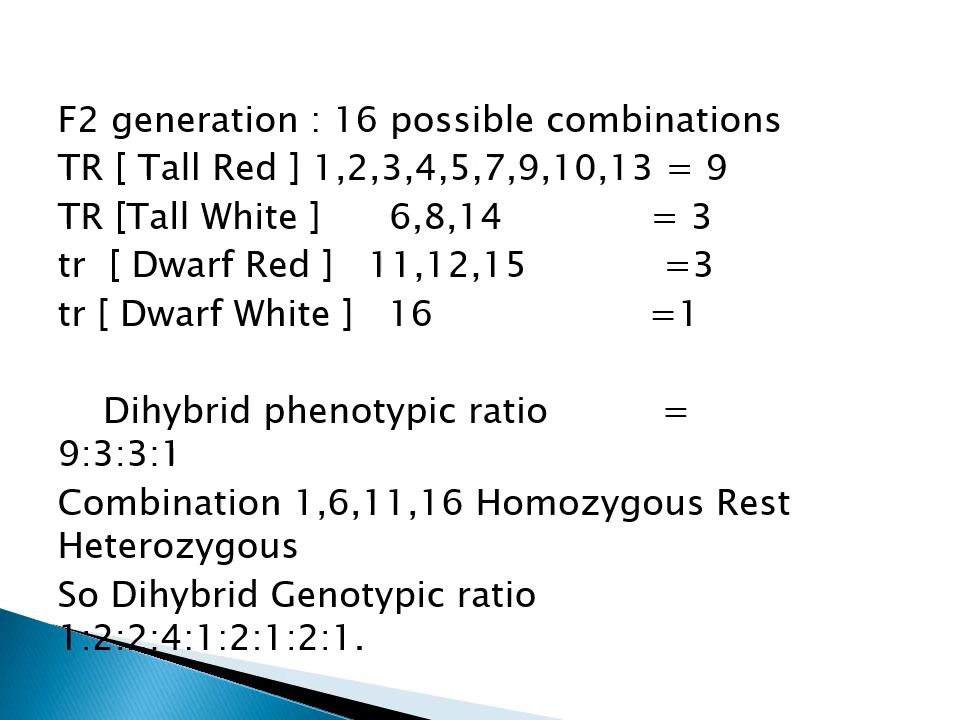 F2 generation : 16 possible combinations
TR [ Tall Red ] 1,2,3,4,5,7,9,10,13 = 9
TR [Tall White ] 6,8,14 = 3
tr [ Dwarf Red ] 11,12,15 =3
tr [ Dwarf White ] 16 =1
Dihybrid phenotypic ratio =
9:3:3:1
Combination 1,6,11,16 Homozygous Rest
Heterozygous
So Dihybrid Genotypic ratio
1:2:2:4:1:2:1:2:1.